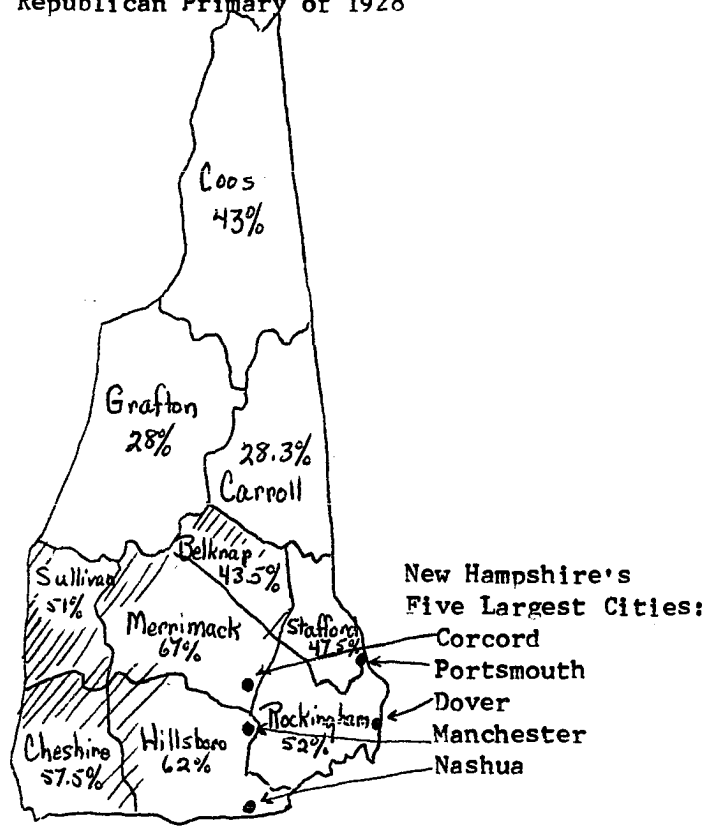 Republican Primary of 1928
Coos
43%
Grafton
28%
28.3%
Carroll
Belknap
43.5%
Sullivan
51%
Merrimack
67%
Stafford
47.5%
New Hampshire's
Five Largest Cities:
Corcord
Portsmouth
Dover
Manchester
Nashua
Rockingham
52%
Hillsboro
62%
Cheshire
57.5%